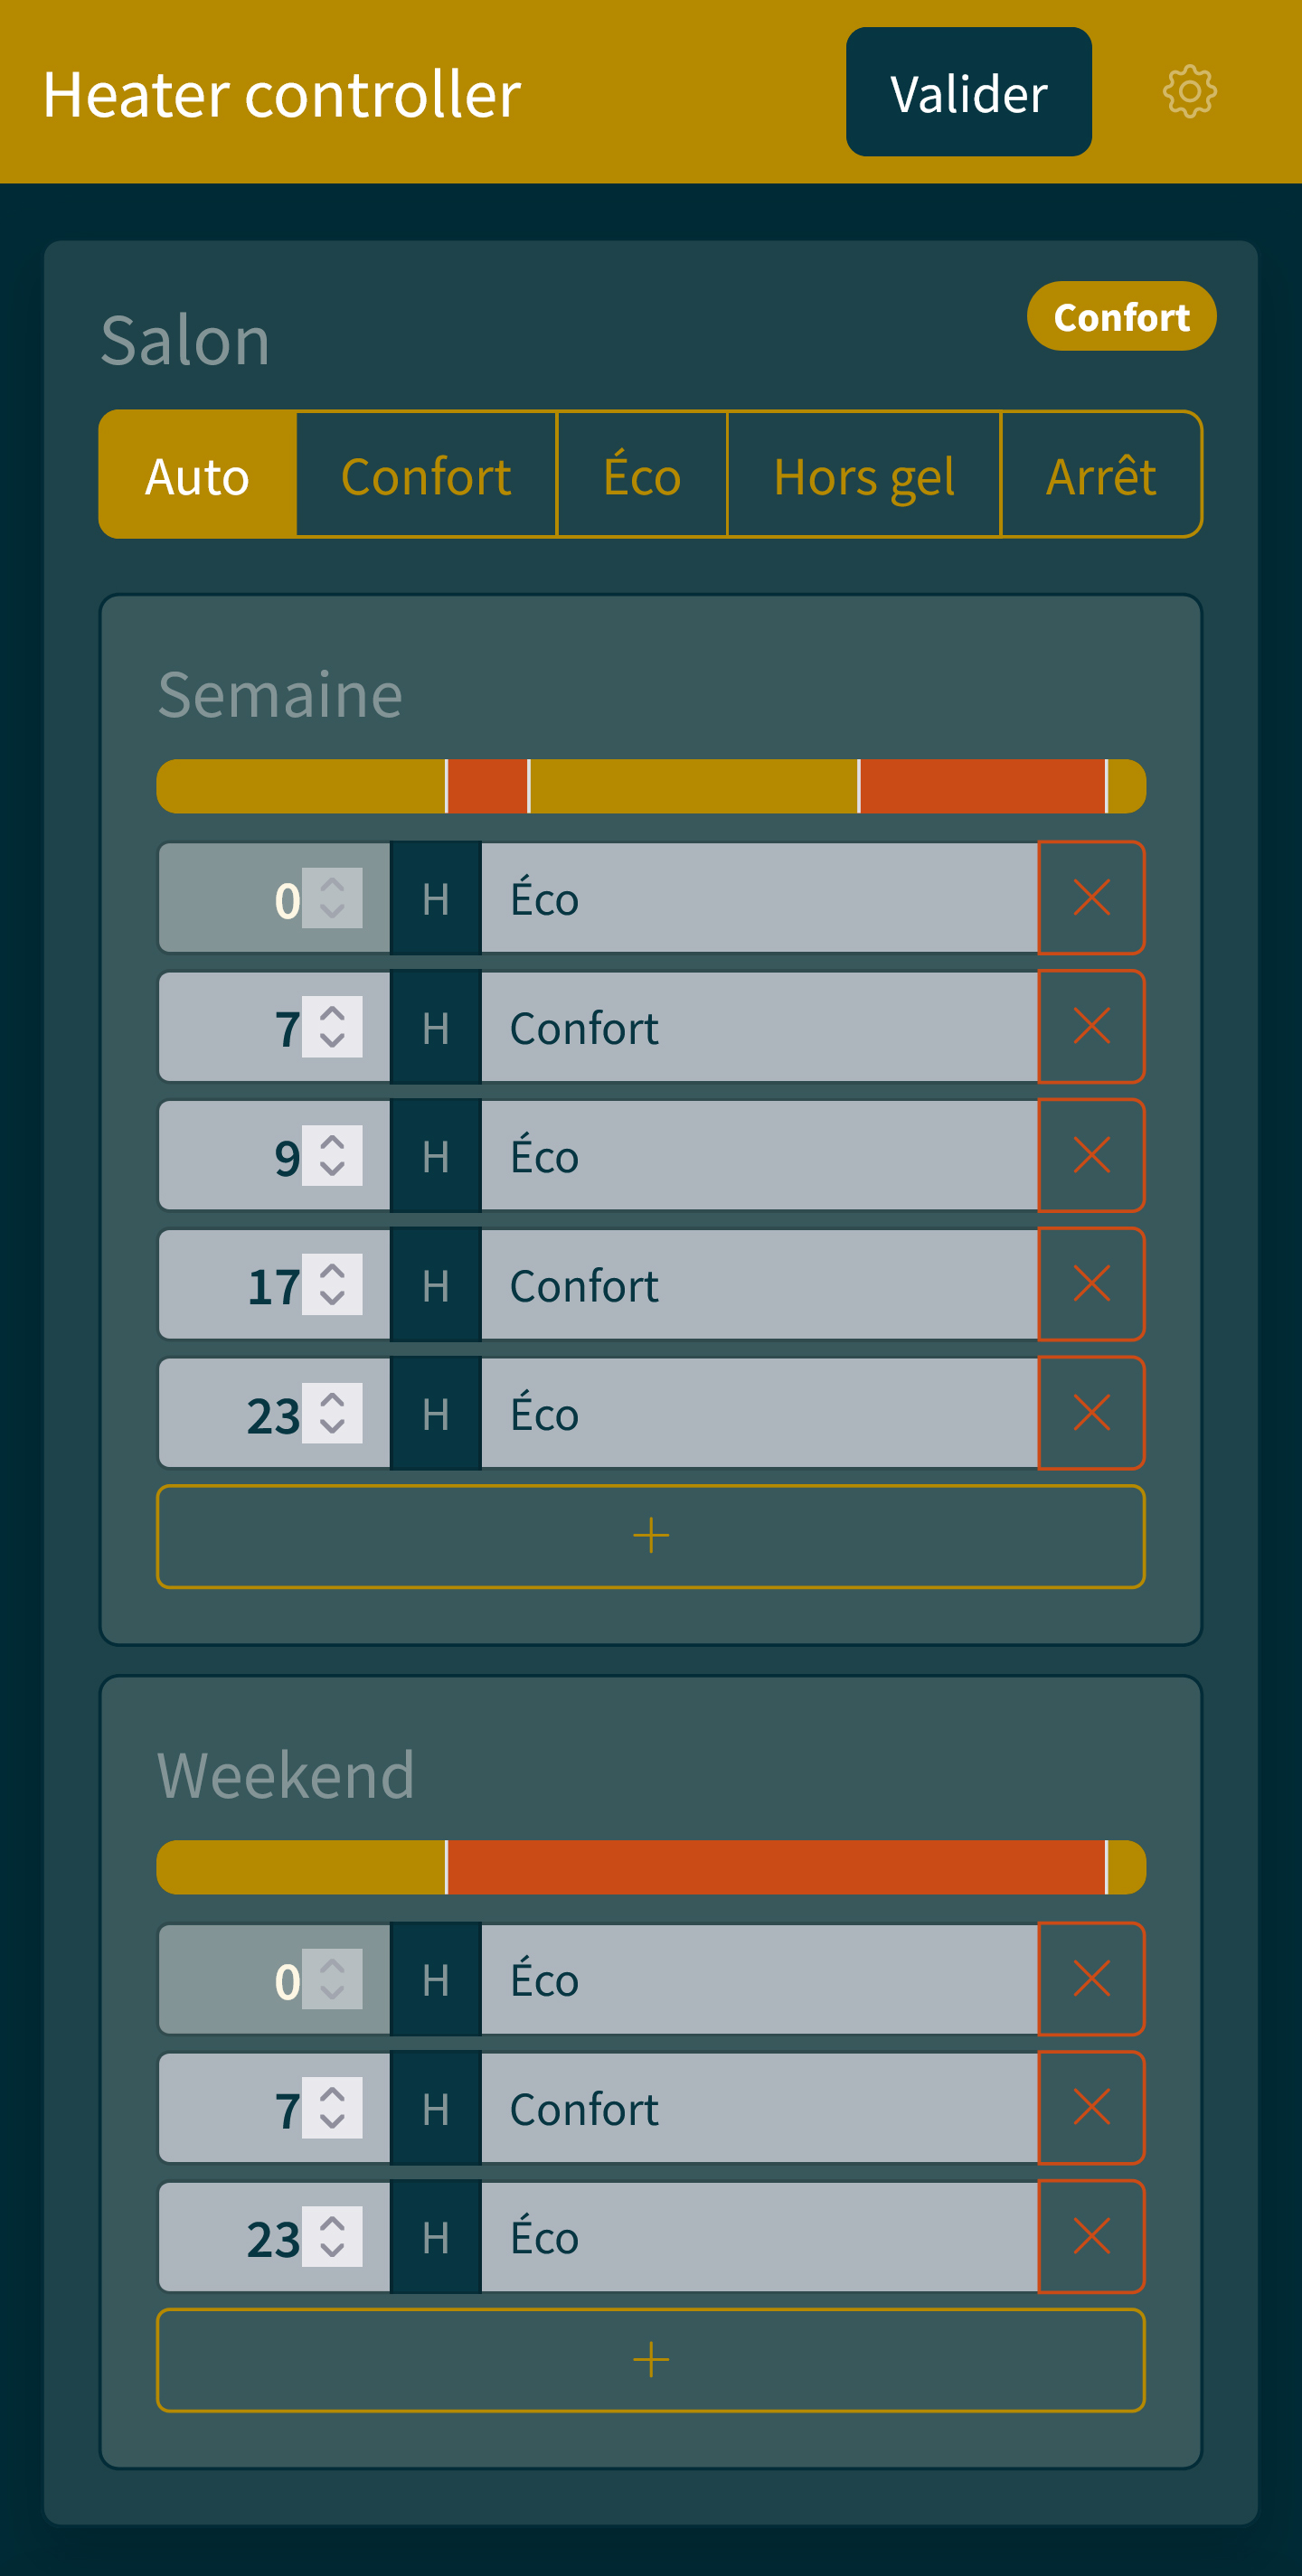 Heater controller Valider
Salon Confort
Auto Confort Éco Hors gel Arrêt
Semaine
0 H Éco
7 H Confort
9 H Éco
17 H Confort
23 H Éco
+
Weekend
0 H Éco
7 H Confort
23 H Éco
+